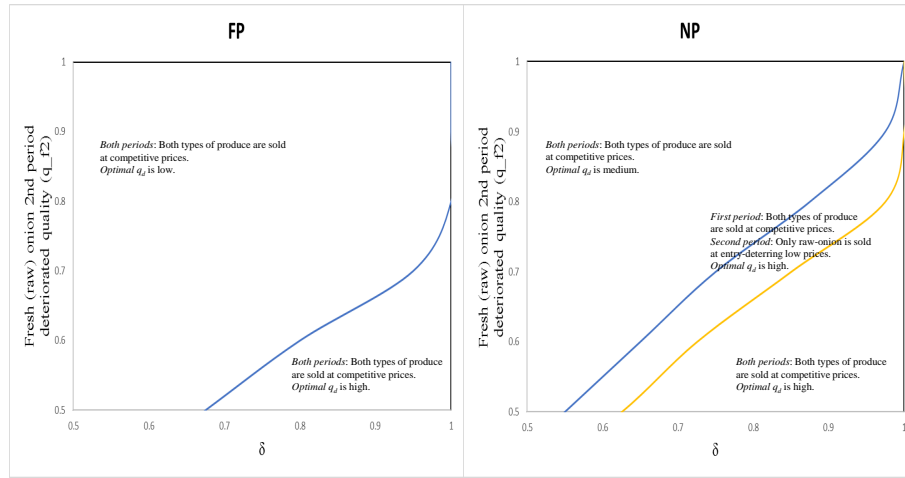 FP
Fresh (raw) onion 2nd period
deteriorated quality (q_f2)
1
0.9
0.8
0.7
0.6
0.5
Both periods: Both types of produce are sold
at competitive prices.
Optimal q_d is low.
Both periods: Both types of produce
are sold at competitive prices.
Optimal q_d is high.
0.5
0.6
0.7
0.8
0.9
1
δ
NP
Fresh (raw) onion 2nd period
deteriorated quality (q_f2)
1
0.9
0.8
0.7
0.6
0.5
Both periods: Both types of produce are sold
at competitive prices.
Optimal q_d is medium.
First period: Both types of produce
are sold at competitive prices.
Second period: Only raw-onion is sold
at entry-deterring low prices.
Optimal q_d is high.
Both periods: Both types of produce
are sold at competitive prices.
Optimal q_d is high.
0.5
0.6
0.7
0.8
0.9
1
δ